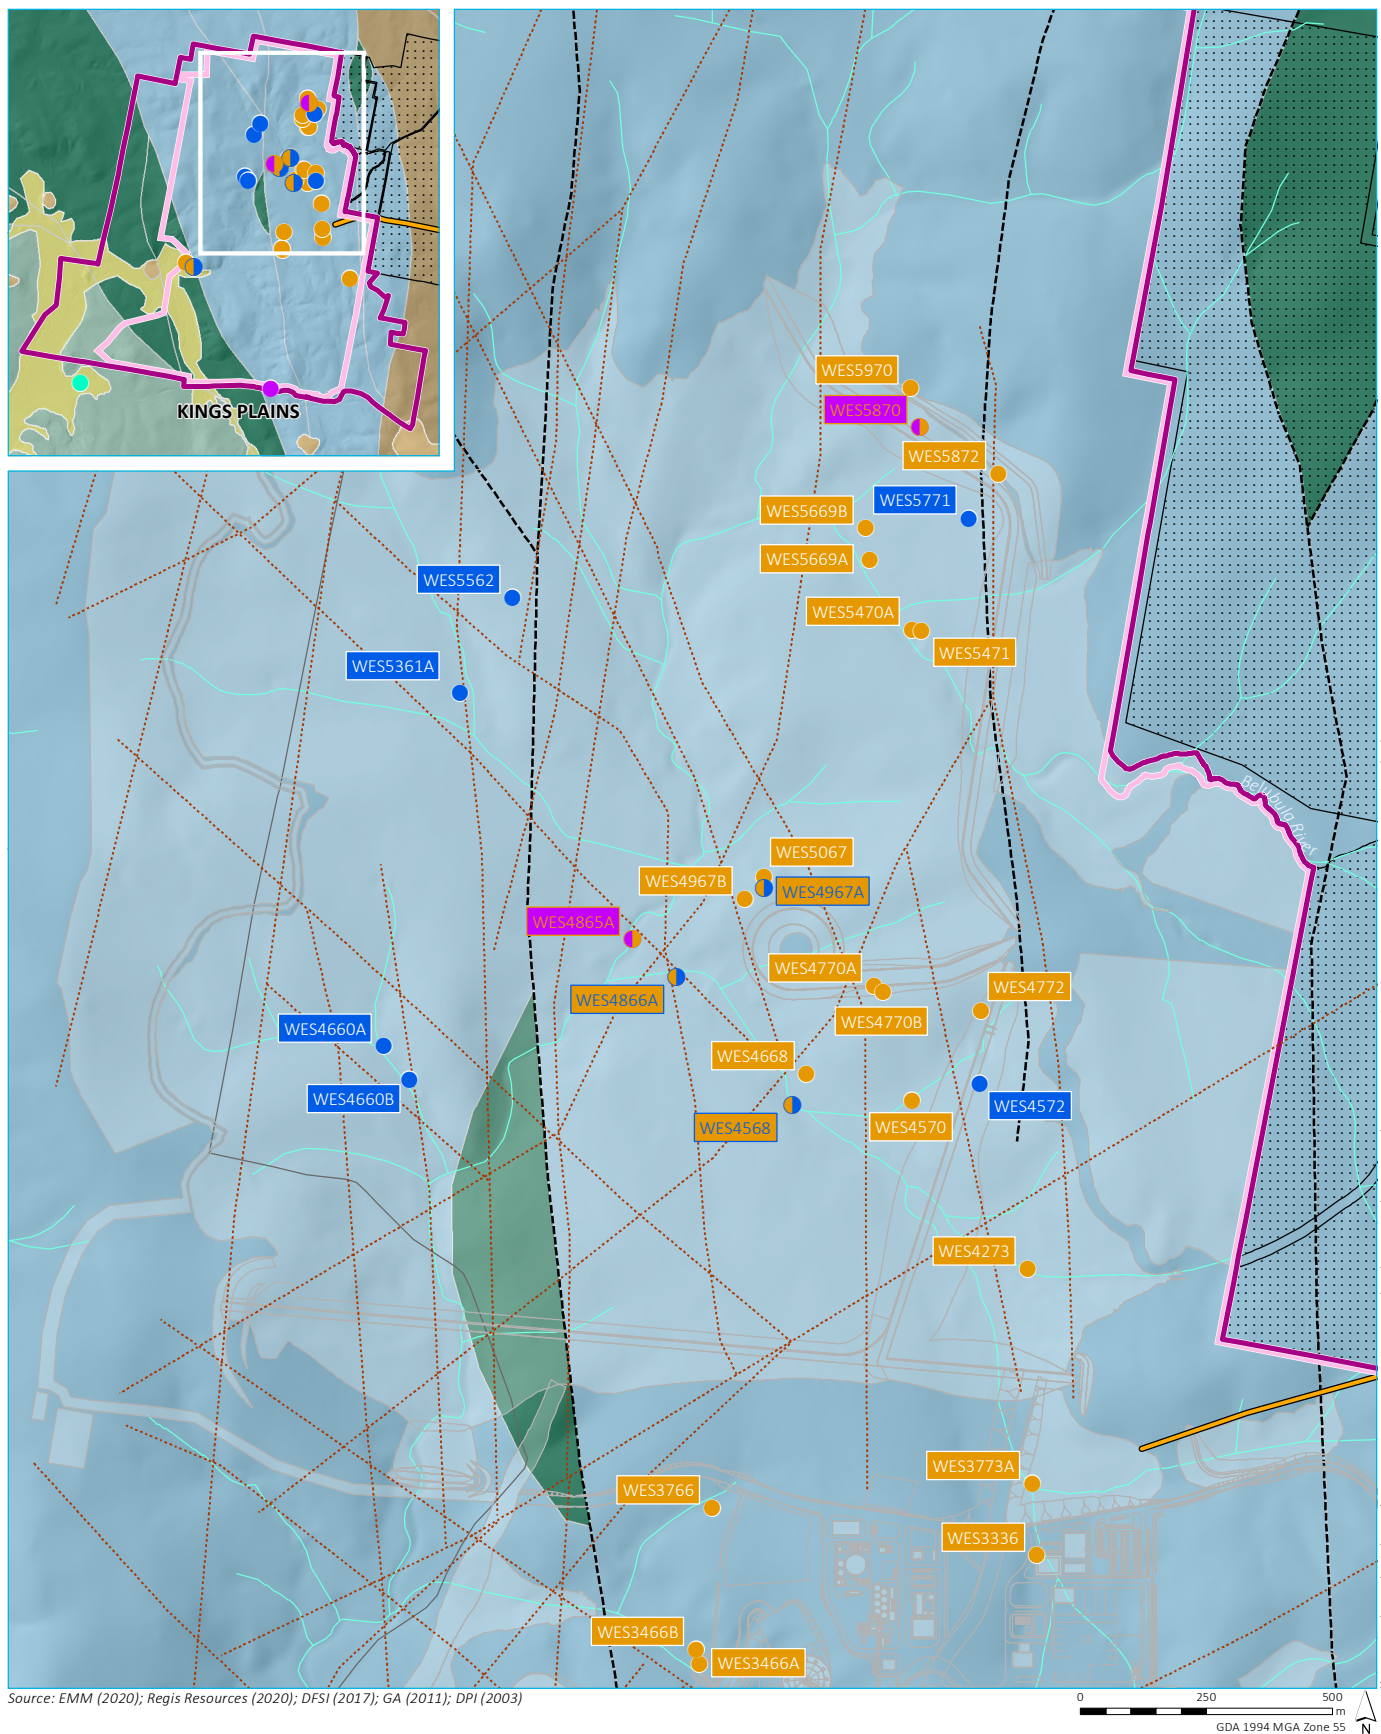 KINGS PLAINS
WES5970
WES5870
WES5872
WES5771
WES5669B
WES5669A
WES5562
WES5470A
WES5471
WES5361A
Belubula River
WES5067
WES4967B
WES4967A
WES4865A
WES4770A
WES4772
WES4866A
WES4770B
WES4660A
WES4668
WES4660B
WES4572
WES4568
WES4570
WES4273
WES3773A
WES3766
WES3336
WES3466B
WES3466A
Source: EMM (2020); Regis Resources (2020); DFSI (2017); GA (2011); DPI (2003)
0 250 500
m
GDA 1994 MGA Zone 55
N